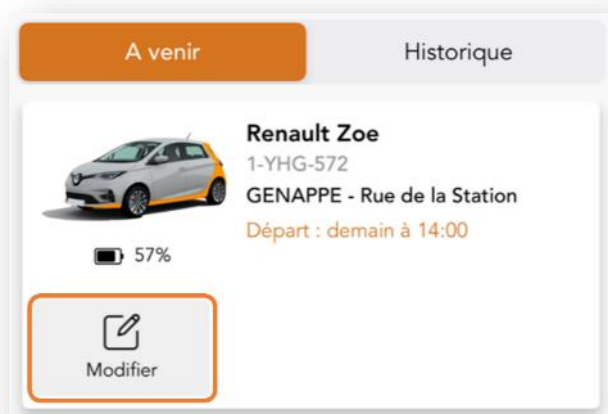 A venir
Historique
Renault Zoe
1-YHG-572
GENAPPE - Rue de la Station
Départ : demain à 14:00
57%
Modifier